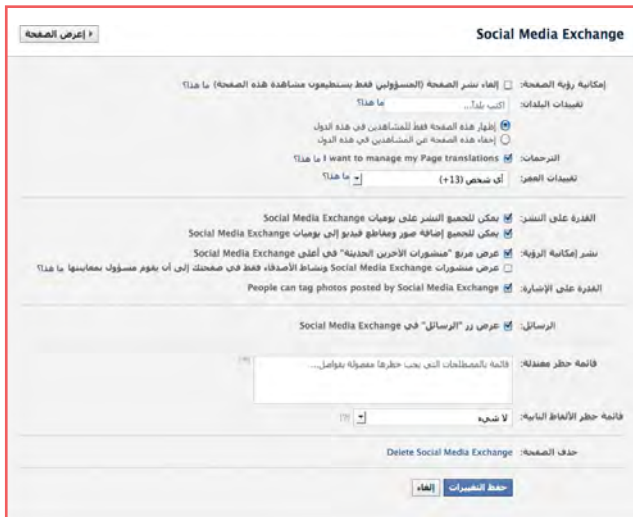 Social Media Exchange
إعرض الصفحة
إمكانية رؤية الصفحة: إلغاء نشر الصفحة (المسؤولين فقط يستطيعون مشاهدة هذه الصفحة) ما هذا؟
تقييدات البلدان: اكتب بلداً... ما هذا؟
إظهار هذه الصفحة فقط للمشاهدين في هذه الدول
إخفاء هذه الصفحة عن المشاهدين في هذه الدول
الترجمات: I want to manage my Page translations ما هذا؟
تقييدات العمر: أي شخص (13+) ما هذا؟
القدرة على النشر: يمكن للجميع النشر على يوميات Social Media Exchange
يمكن للجميع إضافة صور ومقاطع فيديو إلى يوميات Social Media Exchange
نشر إمكانية الرؤية: عرض مربع "منشورات الآخرين الحديثة" في أعلى Social Media Exchange
عرض منشورات Social Media Exchange ونشاط الأصدقاء فقط في صفحتك إلى أن يقوم مسؤول بمعاينتها ما هذا؟
القدرة على الإشارة: People can tag photos posted by Social Media Exchange
الرسائل: عرض زر "الرسائل" في Social Media Exchange
قائمة حظر معتدلة: قائمة بالمصطلحات التي يجب حظرها مفصولة بفواصل... [?]
قائمة حظر الألفاظ النابية: لا شيء [?]
حذف الصفحة: Delete Social Media Exchange
حفظ التغييرات إلغاء